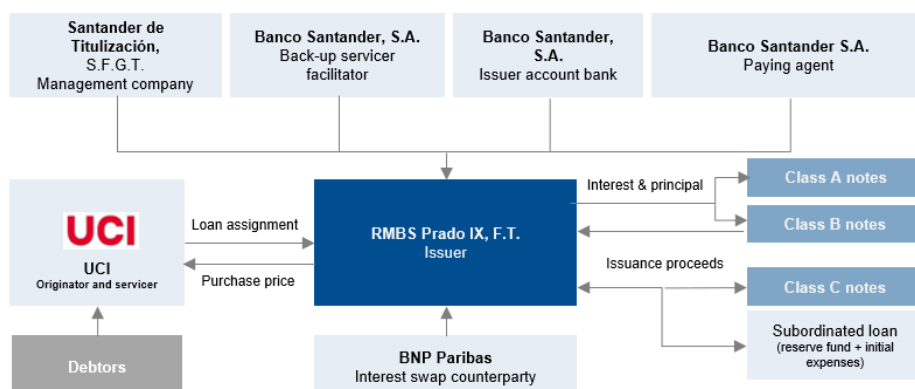 Santander de
Titulización,
S.F.G.T.
Management company
Banco Santander, S.A.
Back-up servicer
facilitator
Banco Santander,
S.A.
Issuer account bank
Banco Santander S.A.
Paying agent
UCI
UCI
Originator and servicer
Loan assignment
Purchase price
RMBS Prado IX, F.T.
Issuer
Interest & principal
Issuance proceeds
Class A notes
Class B notes
Class C notes
Subordinated loan
(reserve fund + initial
expenses)
Debtors
BNP Paribas
Interest swap counterparty